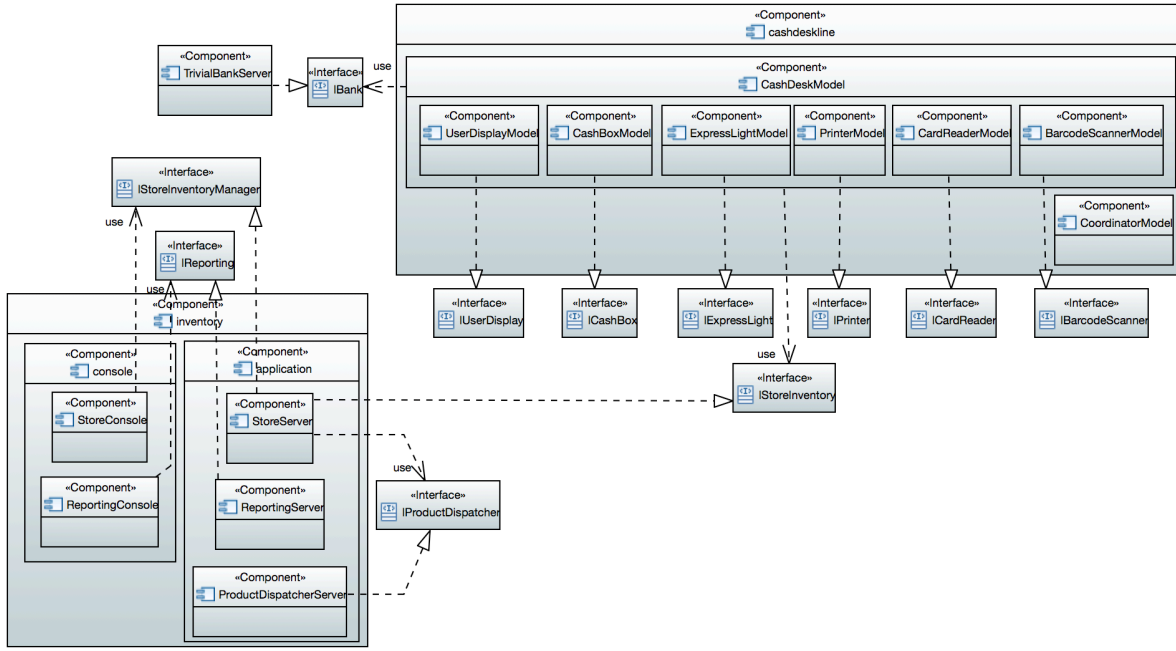 «Component»
cashdeskline
«Component»
TrivialBankServer
«Interface»
IBank
use
«Component»
CashDeskModel
«Component»
UserDisplayModel
«Component»
CashBoxModel
«Component»
ExpressLightModel
«Component»
PrinterModel
«Component»
CardReaderModel
«Component»
BarcodeScannerModel
«Component»
CoordinatorModel
«Interface»
IStoreInventoryManager
use
«Interface»
IReporting
use
«Interface»
IUserDisplay
«Interface»
ICashBox
«Interface»
IExpressLight
«Interface»
IPrinter
«Interface»
ICardReader
«Interface»
IBarcodeScanner
use
«Interface»
IStoreInventory
«Component»
inventory
«Component»
console
«Component»
StoreConsole
«Component»
ReportingConsole
«Component»
application
«Component»
StoreServer
«Component»
ReportingServer
«Component»
ProductDispatcherServer
use
«Interface»
IProductDispatcher